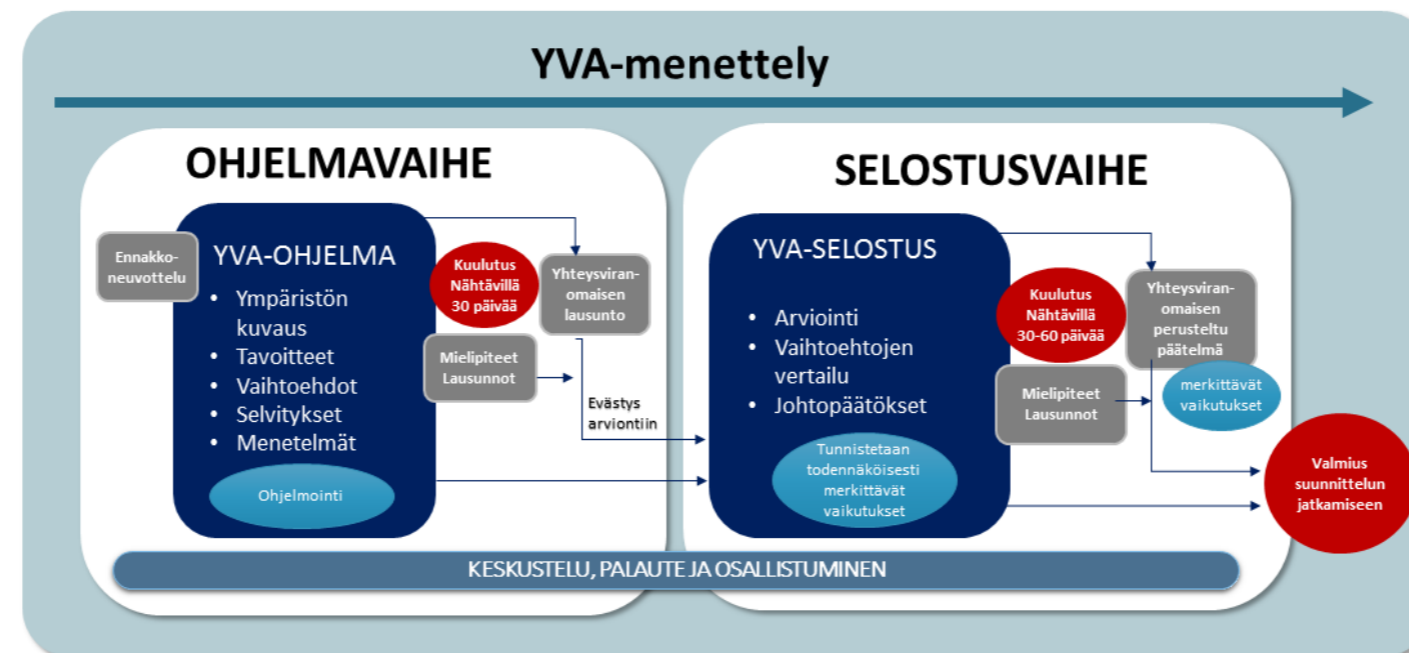 YVA-menettely
OHJELMAVAIHE
Ennakko-
neuvottelu
YVA-OHJELMA
• Ympäristön
kuvaus
• Tavoitteet
• Vaihtoehdot
• Selvitykset
• Menetelmät
Ohjelmointi
Kuulutus
Nähtävillä
30 päivää
Yhteysviran-
omaisen
lausunto
Mielipiteet
Lausunnot
Evästys
arviontiin
SELOSTUSVAIHE
YVA-SELOSTUS
• Arviointi
• Vaihtoehtojen
vertailu
• Johtopäätökset
Tunnistetaan
todennäköisesti
merkittävät
vaikutukset
Kuulutus
Nähtävillä
30-60 päivää
Yhteysviran-
omaisen
perusteltu
päätelmä
merkittävät
vaikutukset
Mielipiteet
Lausunnot
Valmius
suunnittelun
jatkamiseen
KESKUSTELU, PALAUTE JA OSALLISTUMINEN